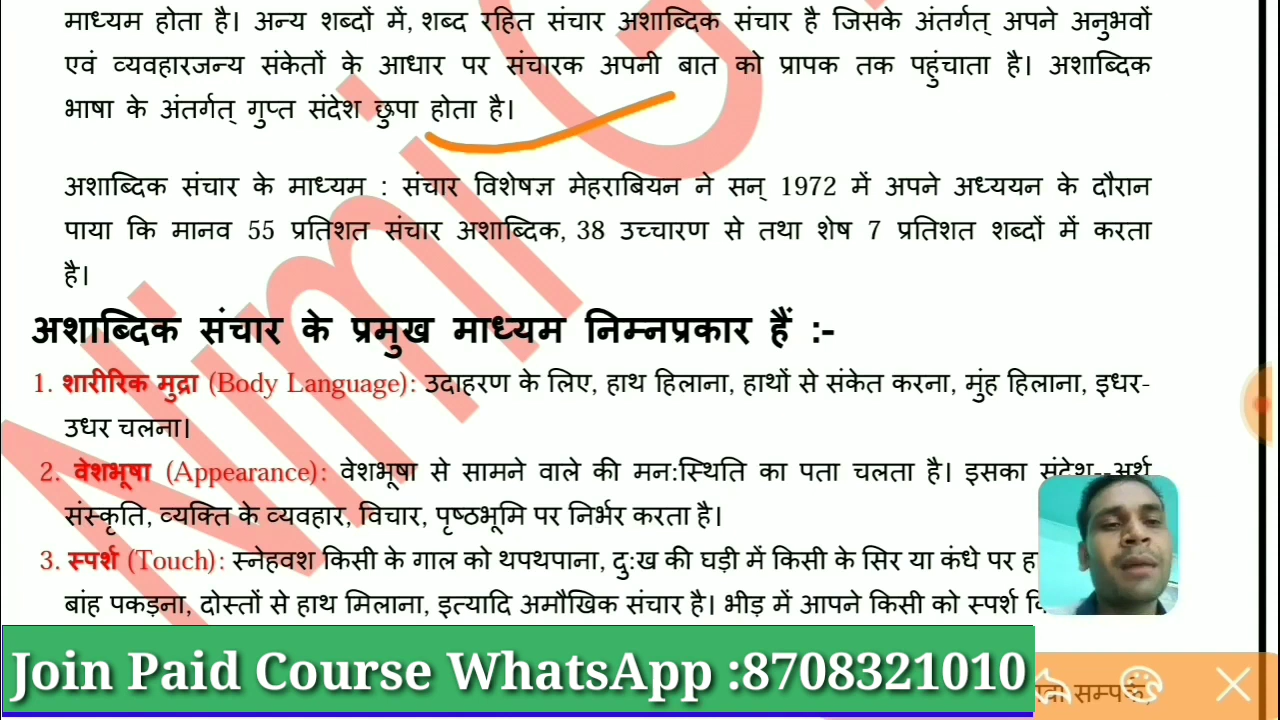 माध्यम होता है। अन्य शब्दों में, शब्द रहित संचार अशाब्दिक संचार है जिसके अंतर्गत् अपने अनुभवों
एवं व्यवहारजन्य संकेतों के आधार पर संचारक अपनी बात को प्रापक तक पहुंचाता है। अशाब्दिक
भाषा के अंतर्गत् गुप्त संदेश छुपा होता है।
अशाब्दिक संचार के माध्यम : संचार विशेषज्ञ मेहराबियन ने सन् 1972 में अपने अध्ययन के दौरान
पाया कि मानव 55 प्रतिशत संचार अशाब्दिक, 38 उच्चारण से तथा शेष 7 प्रतिशत शब्दों में करता
है।
अशाब्दिक संचार के प्रमुख माध्यम निम्नप्रकार हैं :-
1. शारीरिक मुद्रा (Body Language): उदाहरण के लिए, हाथ हिलाना, हाथों से संकेत करना, मुंह हिलाना, इधर-
उधर चलना।
2. वेशभूषा (Appearance): वेशभूषा से सामने वाले की मन:स्थिति का पता चलता है। इसका संदेश--अर्थ
संस्कृति, व्यक्ति के व्यवहार, विचार, पृष्ठभूमि पर निर्भर करता है।
3. स्पर्श (Touch): स्नेहवश किसी के गाल को थपथपाना, दु:ख की घड़ी में किसी के सिर या कंधे पर
बांह पकड़ना, दोस्तों से हाथ मिलाना, इत्यादि अमौखिक संचार है। भीड़ में आपने किसी को स्पर्श
Join Paid Course WhatsApp :8708321010
सम्पर्क,
Nimi G